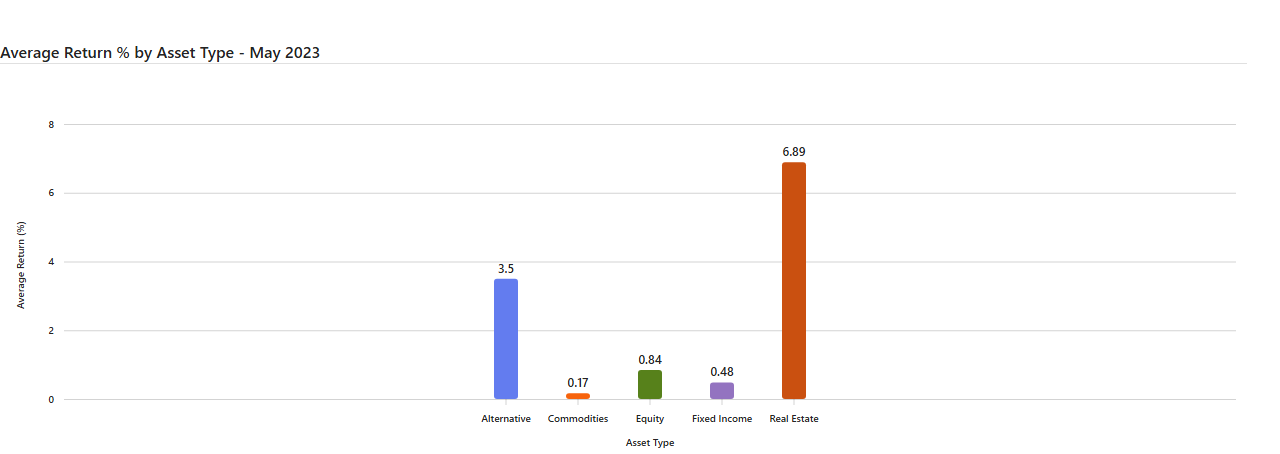 Average Return % by Asset Type - May 2023
8
6
4
2
0
Average Return (%)
3.5
0.17
0.84
0.48
6.89
Alternative
Commodities
Equity
Fixed Income
Real Estate
Asset Type